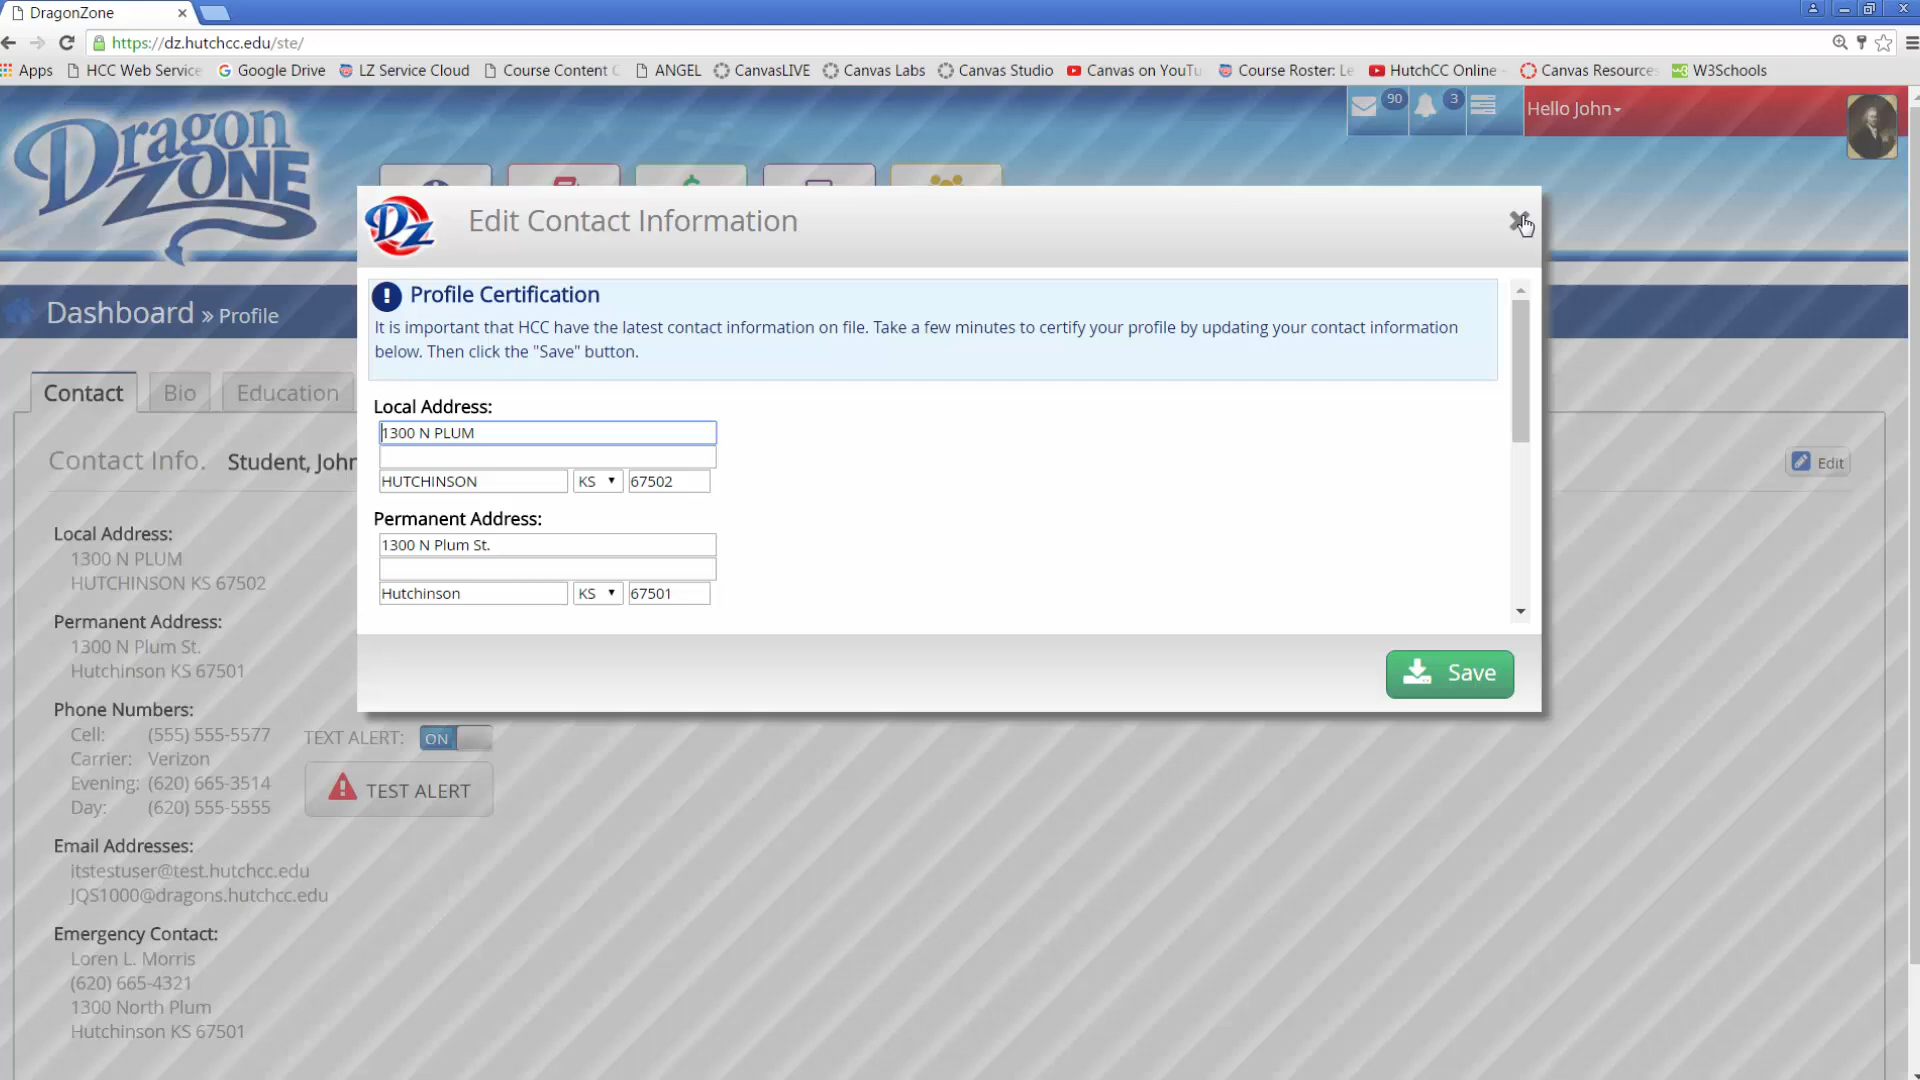 DragonZone
https://dz.hutchcc.edu/ste/
Apps HCC Web Service Google Drive LZ Service Cloud Course Content ANGEL CanvasLIVE Canvas Labs Canvas Studio Canvas on YouTu Course Roster: Le HutchCC Online Canvas Resources W3Schools
Dragon
ZONE
90 3 Hello John
DZ Edit Contact Information
! Profile Certification
It is important that HCC have the latest contact information on file. Take a few minutes to certify your profile by updating your contact information
below. Then click the "Save" button.
Dashboard » Profile
Contact Bio Education
Local Address:
1300 N PLUM
HUTCHINSON KS 67502
Permanent Address:
1300 N Plum St.
Hutchinson KS 67501
Save
Contact Info. Student, John
Edit
Local Address:
1300 N PLUM
HUTCHINSON KS 67502
Permanent Address:
1300 N Plum St.
Hutchinson KS 67501
Phone Numbers:
Cell: (555) 555-5577 TEXT ALERT: ON
Carrier: Verizon
Evening: (620) 665-3514
Day: (620) 555-5555
TEST ALERT
Email Addresses:
itstestuser@test.hutchcc.edu
JQS1000@dragons.hutchcc.edu
Emergency Contact:
Loren L. Morris
(620) 665-4321
1300 North Plum
Hutchinson KS 67501